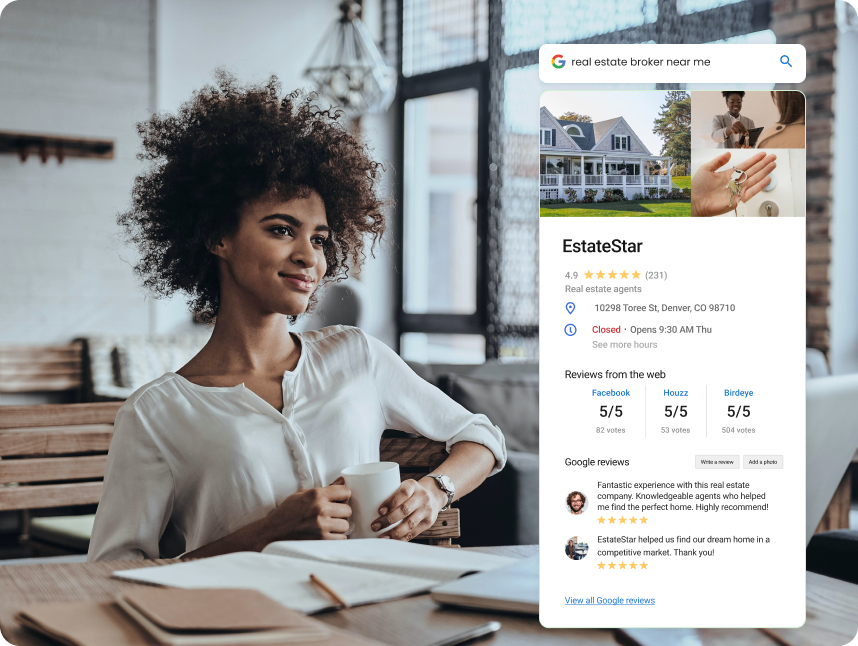 real estate broker near me
EstateStar
4.9 ★★★★★ (231)
Real estate agents
10298 Toree St, Denver, CO 98710
Closed · Opens 9:30 AM Thu
See more hours
Reviews from the web
Facebook Houzz Birdeye
5/5 5/5 5/5
82 votes 53 votes 504 votes
Google reviews Write a review Add a photo
Fantastic experience with this real estate
company. Knowledgeable agents who helped
me find the perfect home. Highly recommend!
★★★★★
EstateStar helped us find our dream home in a
competitive market. Thank you!
★★★★★
View all Google reviews